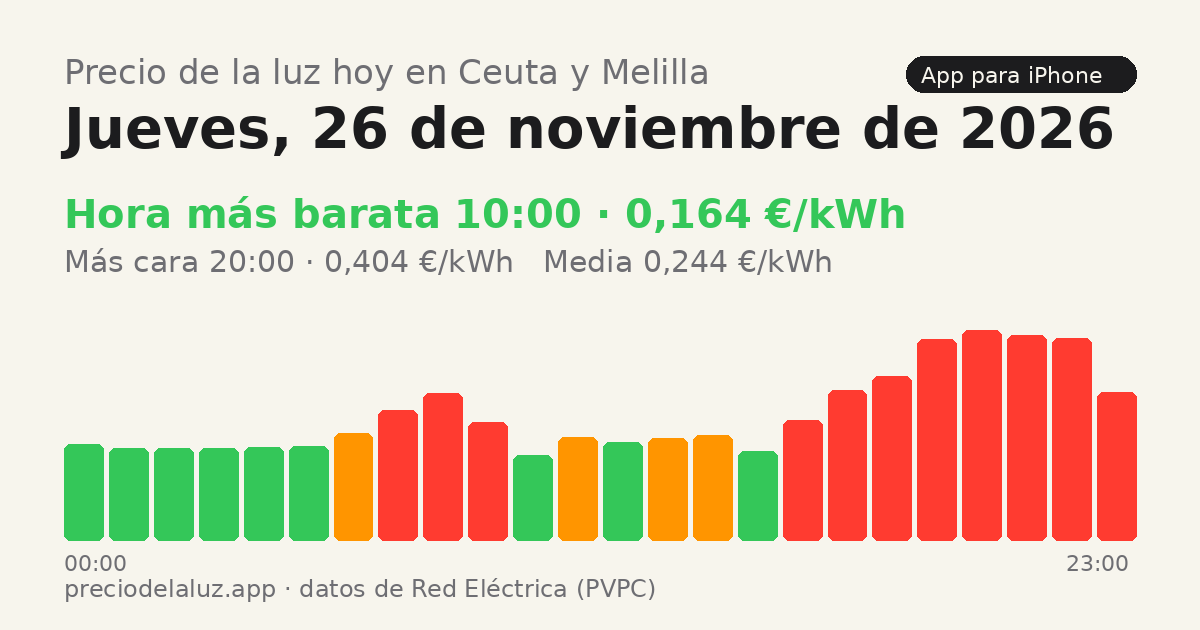 Precio de la luz hoy en Ceuta y Melilla
App para iPhone
Jueves, 26 de noviembre de 2026
Hora más barata 10:00 · 0,164 €/kWh
Más cara 20:00 · 0,404 €/kWh Media 0,244 €/kWh
00:00
23:00
preciodelaluz.app · datos de Red Eléctrica (PVPC)